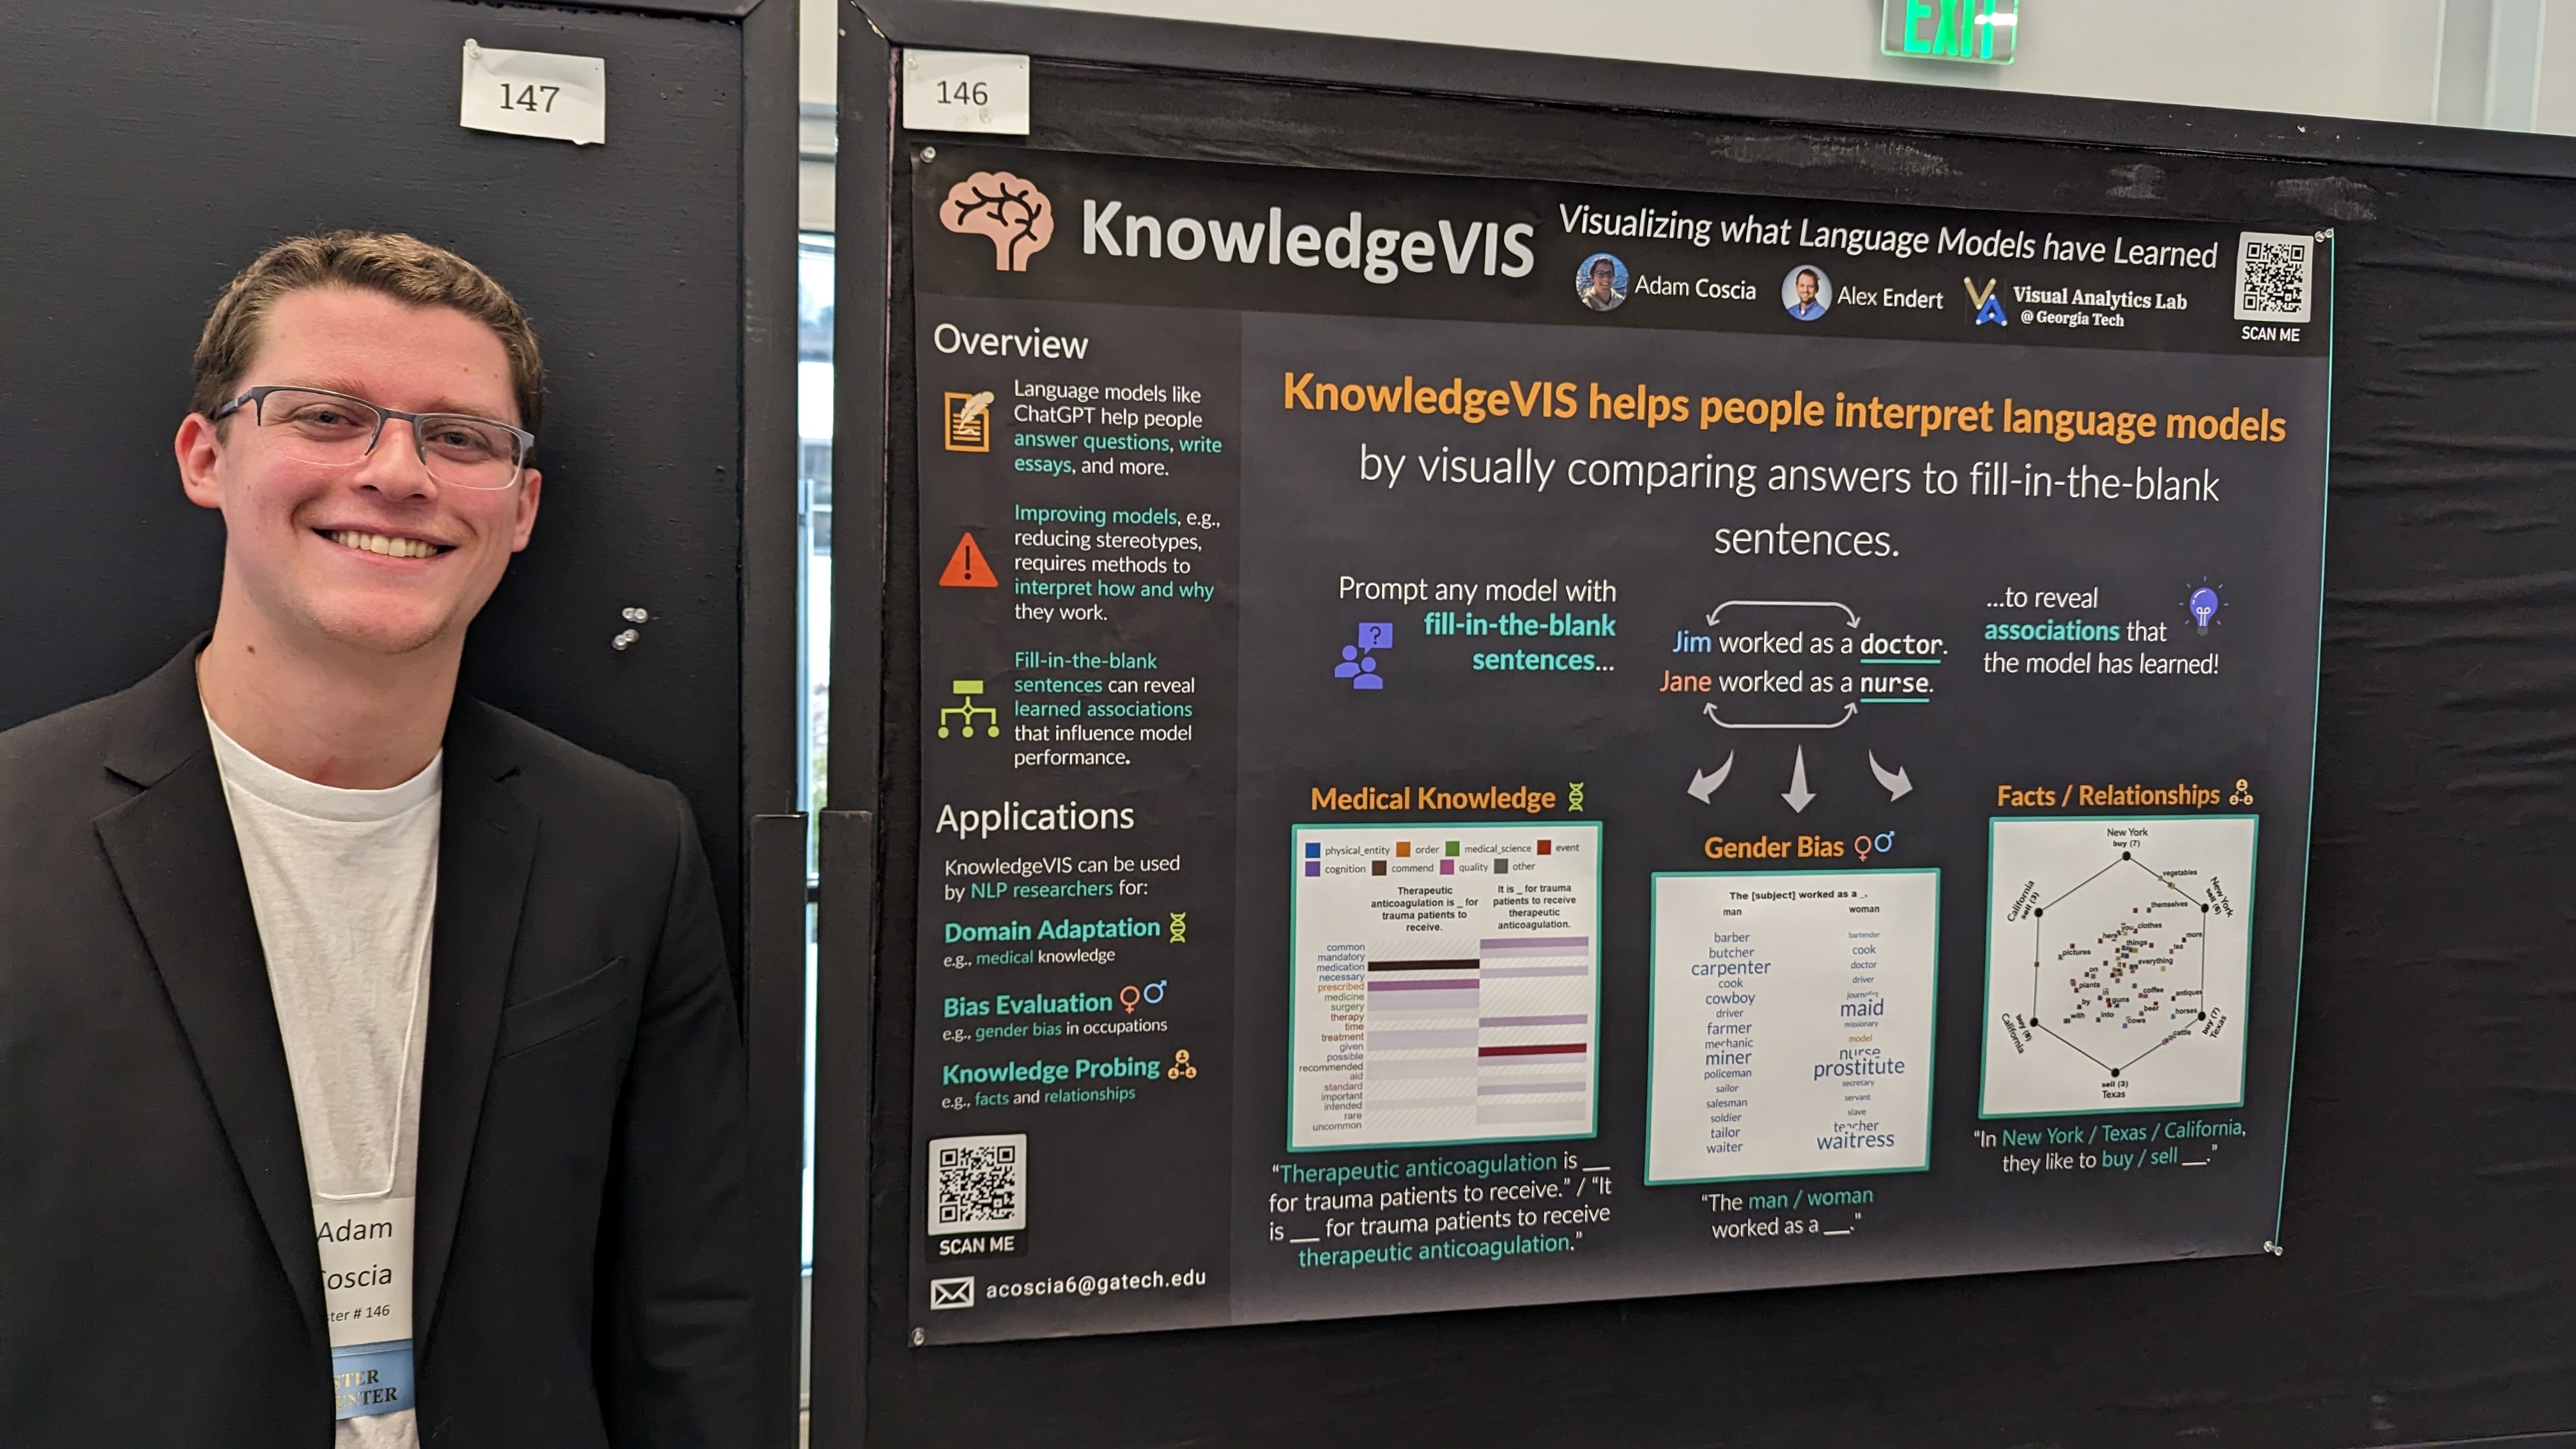 147
146
EXIT
KnowledgeVIS
Visualizing what Language Models have Learned
Adam Coscia
Alex Endert
Visual Analytics Lab
@ Georgia Tech
SCAN ME
Overview
Language models like
ChatGPT help people
answer questions, write
essays, and more.
Improving models, e.g.,
reducing stereotypes,
requires methods to
interpret how and why
they work.
Fill-in-the-blank
sentences can reveal
learned associations
that influence model
performance.
Applications
KnowledgeVIS can be used
by NLP researchers for:
Domain Adaptation
e.g., medical knowledge
Bias Evaluation
e.g., gender bias in occupations
Knowledge Probing
e.g., facts and relationships
SCAN ME
acoscia6@gatech.edu
KnowledgeVIS helps people interpret language models
by visually comparing answers to fill-in-the-blank
sentences.
Prompt any model with
fill-in-the-blank
sentences...
?
Jim worked as a doctor.
Jane worked as a nurse.
...to reveal
associations that
the model has learned!
Medical Knowledge
physical_entity order medical_science event
cognition commend quality other
Therapeutic
anticoagulation is _ for
trauma patients to
receive.
It is _ for trauma
patients to receive
therapeutic
anticoagulation.
common
mandatory
medication
necessary
prescribed
medicine
surgery
therapy
time
treatment
given
possible
recommended
aid
standard
important
intended
rare
uncommon
"Therapeutic anticoagulation is __
for trauma patients to receive." / "It
is __ for trauma patients to receive
therapeutic anticoagulation."
Gender Bias
The [subject] worked as a _.
man
barber
butcher
carpenter
cook
cowboy
driver
farmer
mechanic
miner
policeman
sailor
salesman
soldier
tailor
waiter
woman
bartender
cook
doctor
driver
journalist
maid
missionary
model
nurse
prostitute
secretary
servant
slave
teacher
waitress
"The man / woman
worked as a __."
Facts / Relationships
New York
buy (7)
vegetables
New York
sell (6)
California
sell (3)
themselves
you
clothes
here
things
more
tea
pictures
everything
on
plants
in
coffee
antiques
by
guns
beer
horses
with
into
cows
cattle
California
buy (8)
buy (7)
Texas
sell (3)
Texas
"In New York / Texas / California,
they like to buy / sell __."
Adam
Coscia
ster # 146
STER
ENTER